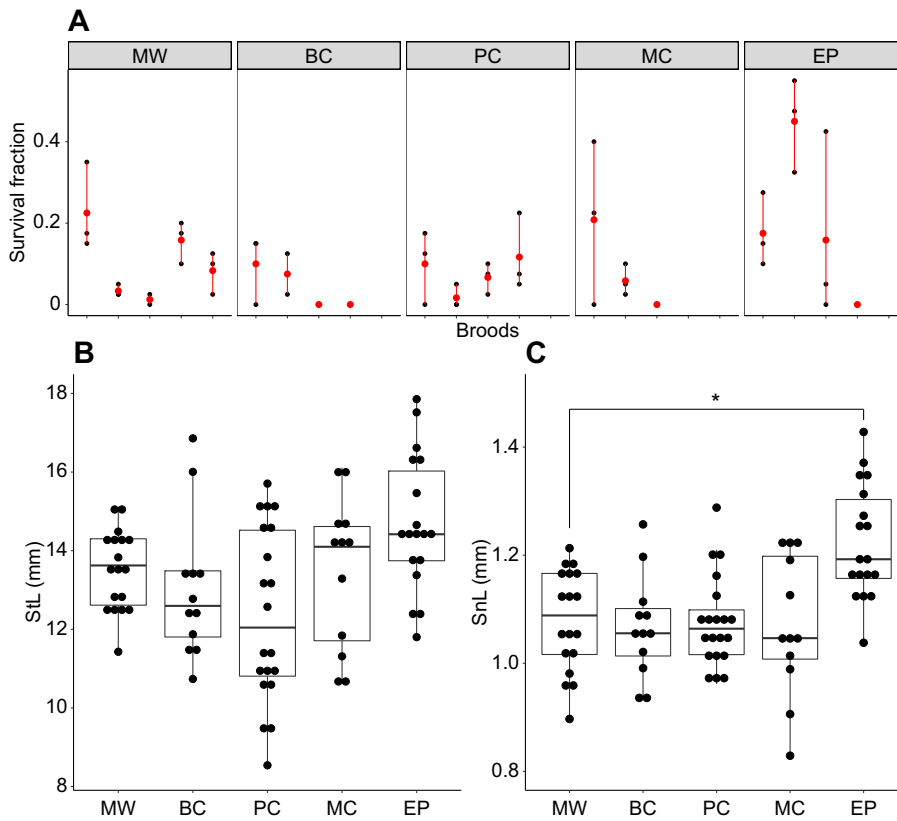 A
MW BC PC MC EP
Survival fraction
0.4
0.2
0
Broods
B
StL (mm)
18
16
14
12
10
8
MW BC PC MC EP
C
SnL (mm)
*
1.4
1.2
1.0
0.8
MW BC PC MC EP